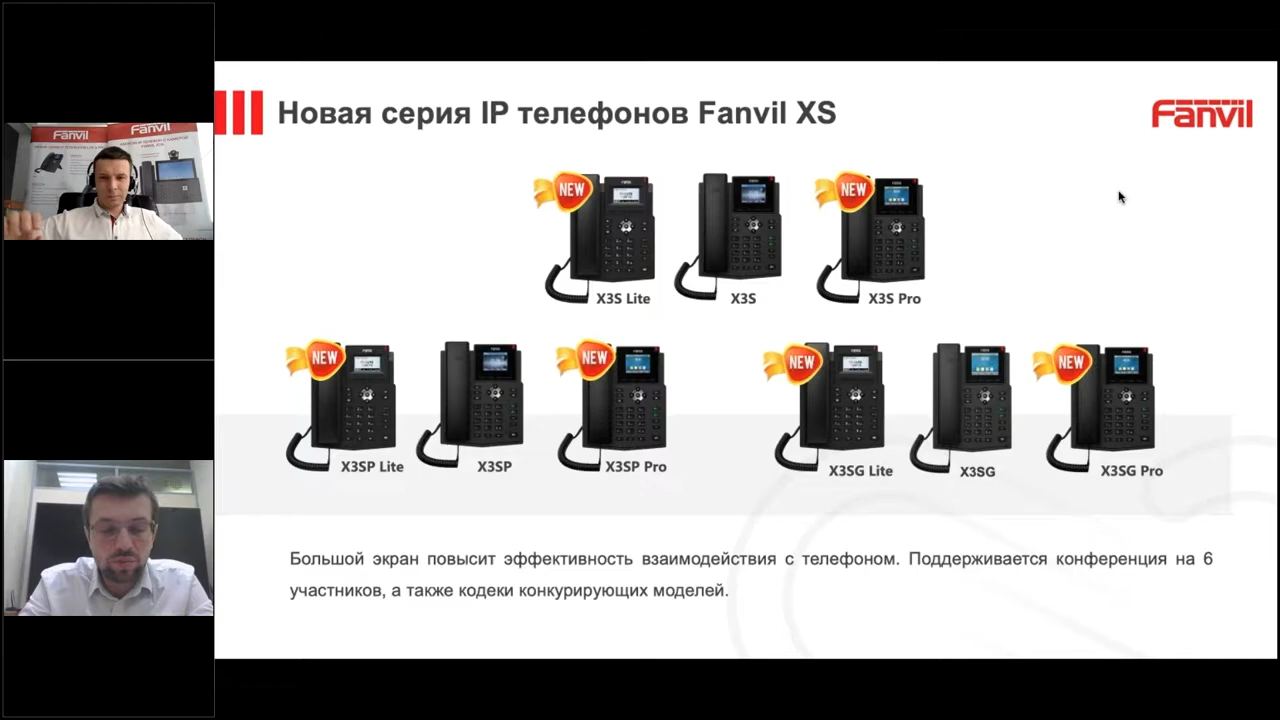 Новая серия IP телефонов Fanvil XS
Fanvil
NEW
NEW
X3S Lite
X3S
X3S Pro
NEW
NEW
NEW
NEW
X3SP Lite
X3SP
X3SP Pro
X3SG Lite
X3SG
X3SG Pro
Большой экран повысит эффективность взаимодействия с телефоном. Поддерживается конференция на 6
участников, а также кодеки конкурирующих моделей.
Fanvil
Fanvil